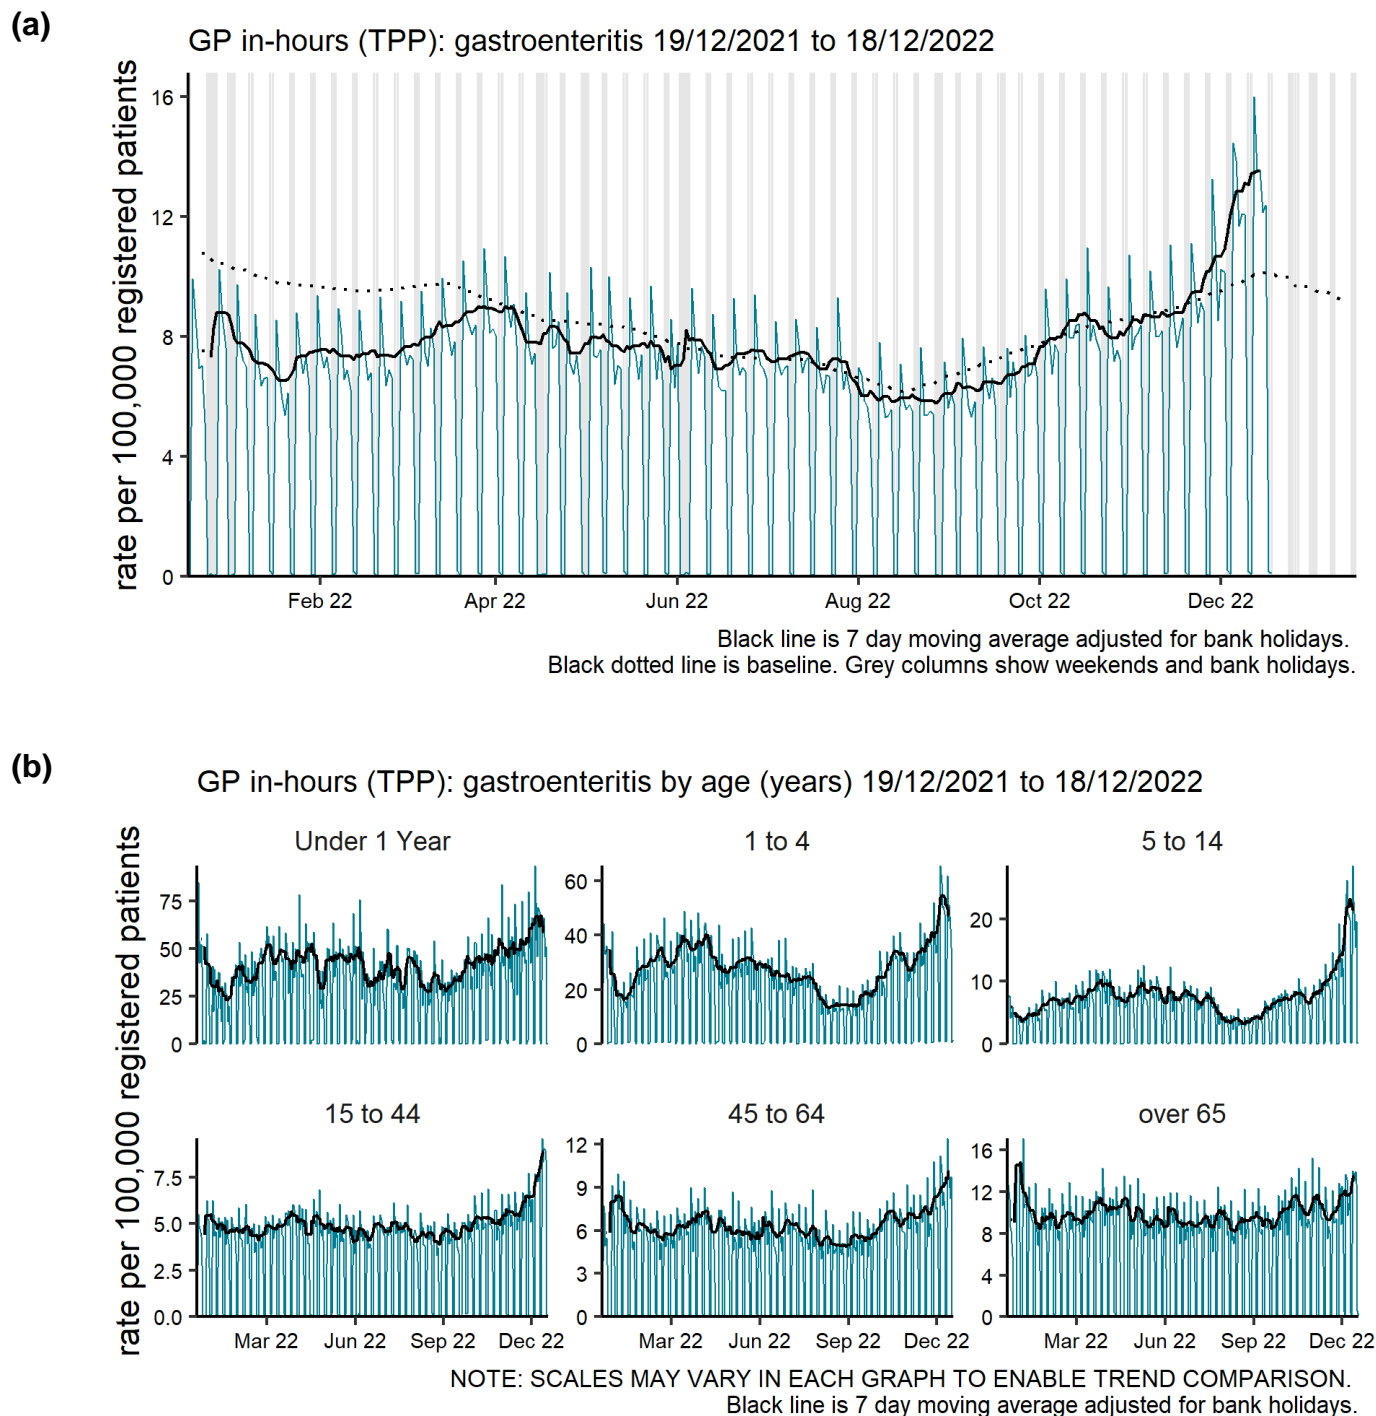 (a)
GP in-hours (TPP): gastroenteritis 19/12/2021 to 18/12/2022
rate per 100,000 registered patients
16
12
8
4
0
Feb 22 Apr 22 Jun 22 Aug 22 Oct 22 Dec 22
Black line is 7 day moving average adjusted for bank holidays.
Black dotted line is baseline. Grey columns show weekends and bank holidays.
(b)
GP in-hours (TPP): gastroenteritis by age (years) 19/12/2021 to 18/12/2022
rate per 100,000 registered patients
Under 1 Year
75
50
25
0
1 to 4
60
40
20
0
5 to 14
20
10
0
15 to 44
7.5
5.0
2.5
0.0
Mar 22 Jun 22 Sep 22 Dec 22
45 to 64
12
9
6
3
0
Mar 22 Jun 22 Sep 22 Dec 22
over 65
16
12
8
4
0
Mar 22 Jun 22 Sep 22 Dec 22
NOTE: SCALES MAY VARY IN EACH GRAPH TO ENABLE TREND COMPARISON.
Black line is 7 day moving average adjusted for bank holidays.